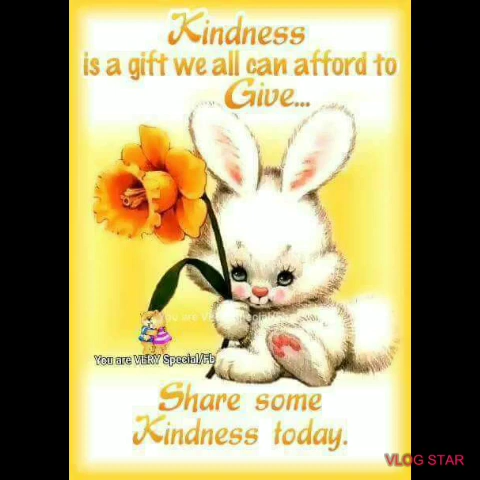 Kindness
is a gift we all can afford to
Give...
You are VERY Special/Fb
Share some
Kindness today.
VLOG STAR